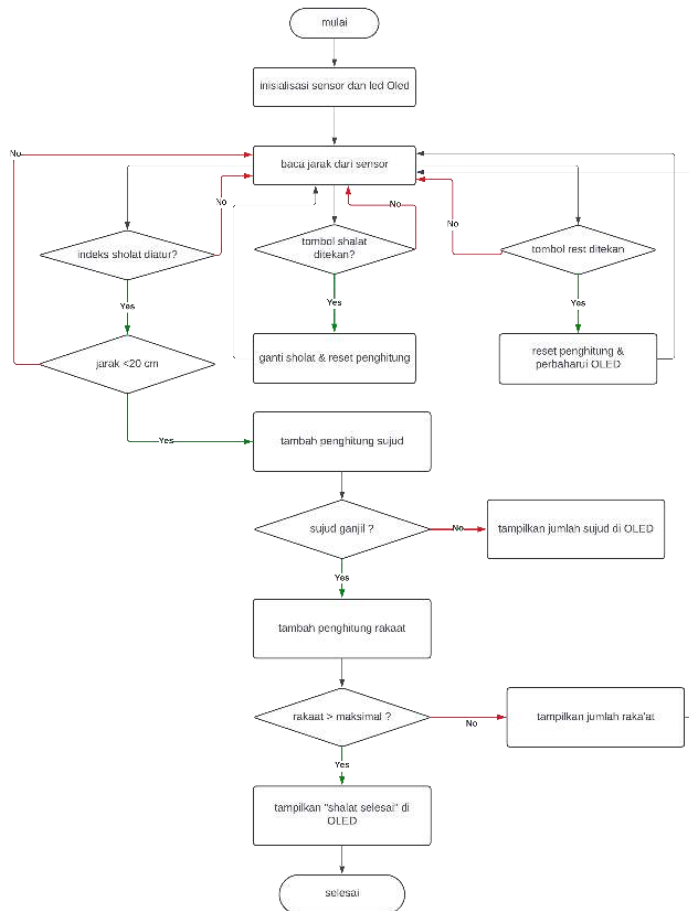 mulai
inisialisasi sensor dan led Oled
No
baca jarak dari sensor
No
No
No
indeks sholat diatur?
tombol shalat
ditekan?
tombol rest ditekan
Yes
Yes
Yes
jarak <20 cm
ganti sholat & reset penghitung
reset penghitung &
perbaharui OLED
Yes
tambah penghitung sujud
sujud ganjil ?
No
tampilkan jumlah sujud di OLED
Yes
tambah penghitung rakaat
rakaat > maksimal ?
No
tampilkan jumlah raka'at
Yes
tampilkan "shalat selesai" di
OLED
selesai